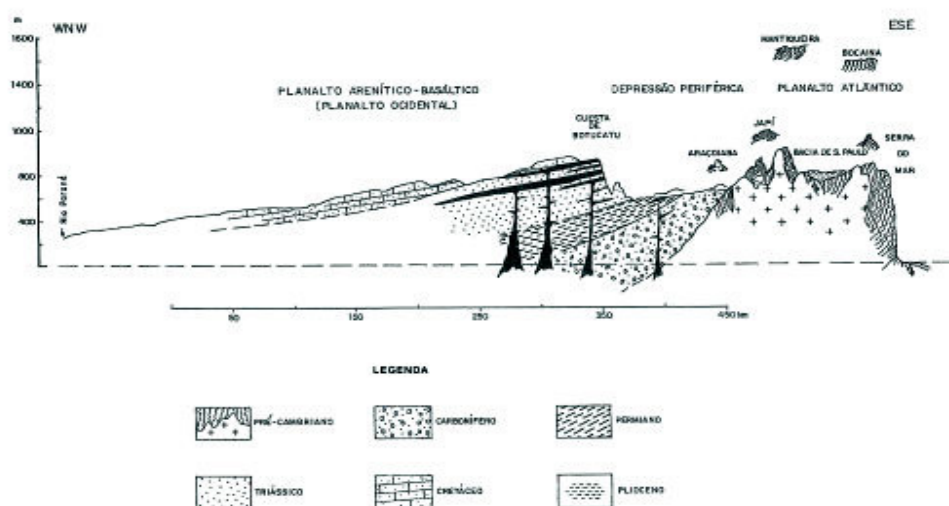 m
WNW
ESE
1600
1400
1000
800
400
MANTIQUEIRA
BOCAINA
PLANALTO ARENÍTICO-BASÁLTICO
(PLANALTO OCIDENTAL)
DEPRESSÃO PERIFÉRICA
PLANALTO ATLÂNTICO
CUESTA
DE
BOTUCATU
JAPÍ
ARAÇOIABA
BACIA DE S. PAULO
SERRA
DO
MAR
Rio Paraná
50
150
250
350
450 km
LEGENDA
PRÉ-CAMBRIANO
CARBONÍFERO
PERMIANO
TRIÁSSICO
CRETÁCEO
PLIOCENO